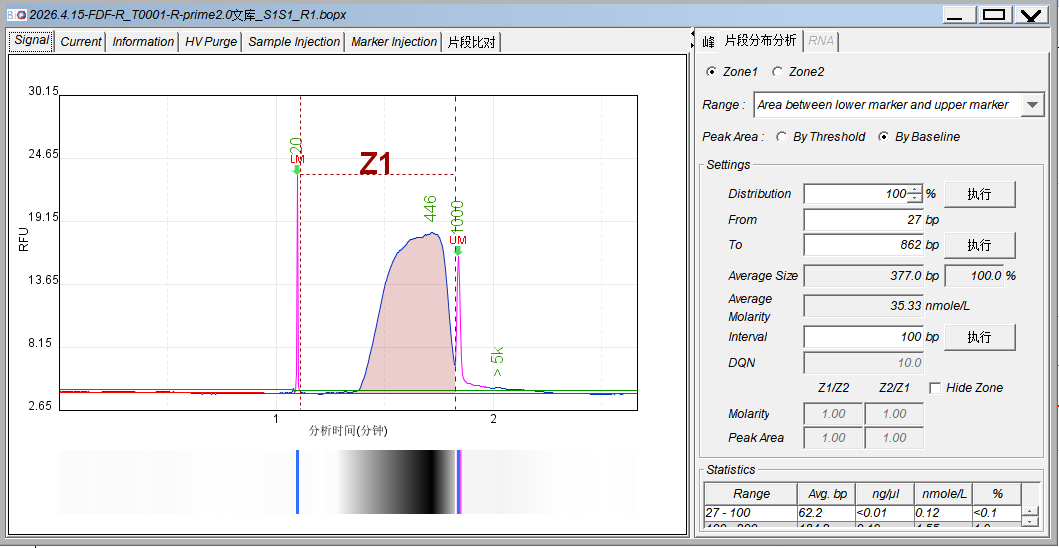 BiO 2026.4.15-FDF-R_T0001-R-prime2.0文库_S1S1_R1.bopx
Signal Current Information HV Purge Sample Injection Marker Injection 片段比对
峰 片段分布分析 RNA
Zone1 Zone2
Range : Area between lower marker and upper marker
Peak Area : By Threshold By Baseline
Settings
Distribution 100 % 执行
From 27 bp
To 862 bp 执行
Average Size 377.0 bp 100.0 %
Average
Molarity
35.33 nmole/L
Interval 100 bp 执行
DQN 10.0
Z1/Z2 Z2/Z1 Hide Zone
Molarity 1.00 1.00
Peak Area 1.00 1.00
Statistics
Range Avg. bp ng/µl nmole/L %
27 - 100 62.2 <0.01 0.12 <0.1
30.15
24.65
19.15
13.65
8.15
2.65
RFU
20
LM
Z1
446
1000
UM
> 5k
1 2
分析时间(分钟)